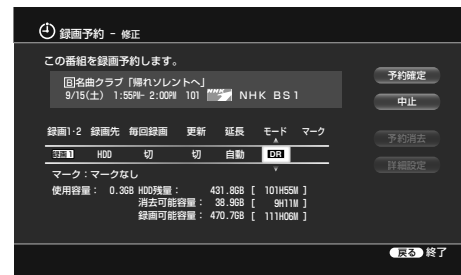 録画予約 - 修正
この番組を録画予約します。
回名曲クラブ「帰れソレントへ」
9/15(土) 1:55PM- 2:00PM 101 NHK NHK BS1
予約確定
中止
予約消去
詳細設定
録画1·2 録画先 毎回録画 更新 延長 モード マーク
録画1 HDD 切 切 自動 DR
マーク：マークなし
使用容量： 0.3GB HDD残量： 431.8GB [ 101H55M ]
消去可能容量： 38.9GB [ 9H11M ]
録画可能容量： 470.7GB [ 111H06M ]
戻る 終了